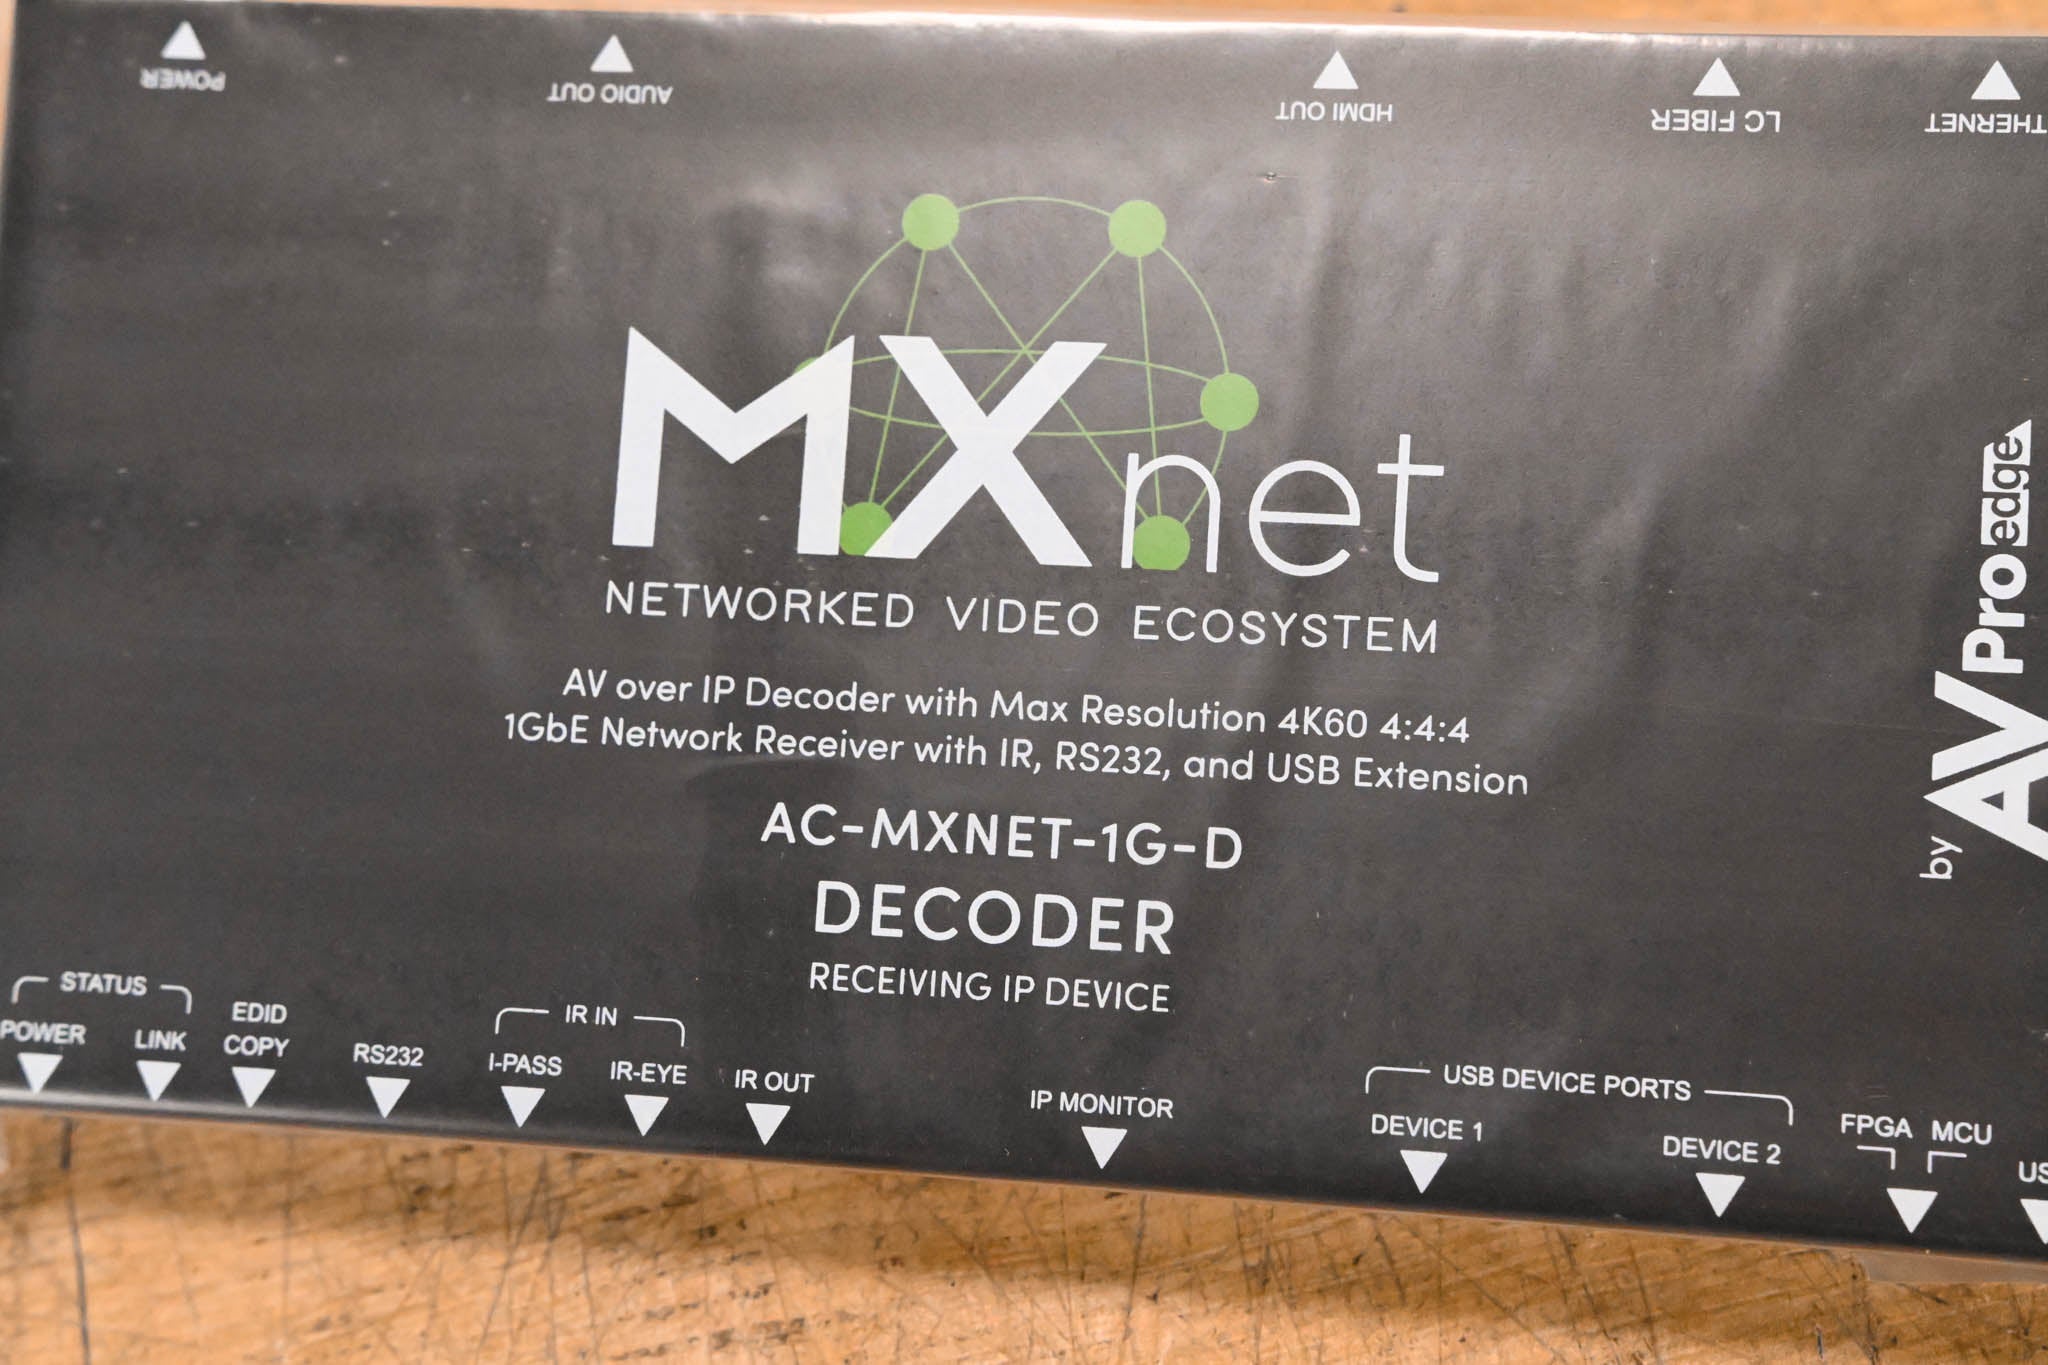 POWER
AUDIO OUT
HDMI OUT
LC FIBER
THERNET
MXnet
NETWORKED VIDEO ECOSYSTEM
AV over IP Decoder with Max Resolution 4K60 4:4:4
1GbE Network Receiver with IR, RS232, and USB Extension
AC-MXNET-1G-D
DECODER
RECEIVING IP DEVICE
by AVPro edge
STATUS
POWER
LINK
EDID
COPY
RS232
IR IN
I-PASS
IR-EYE
IR OUT
IP MONITOR
USB DEVICE PORTS
DEVICE 1
DEVICE 2
FPGA
MCU
US